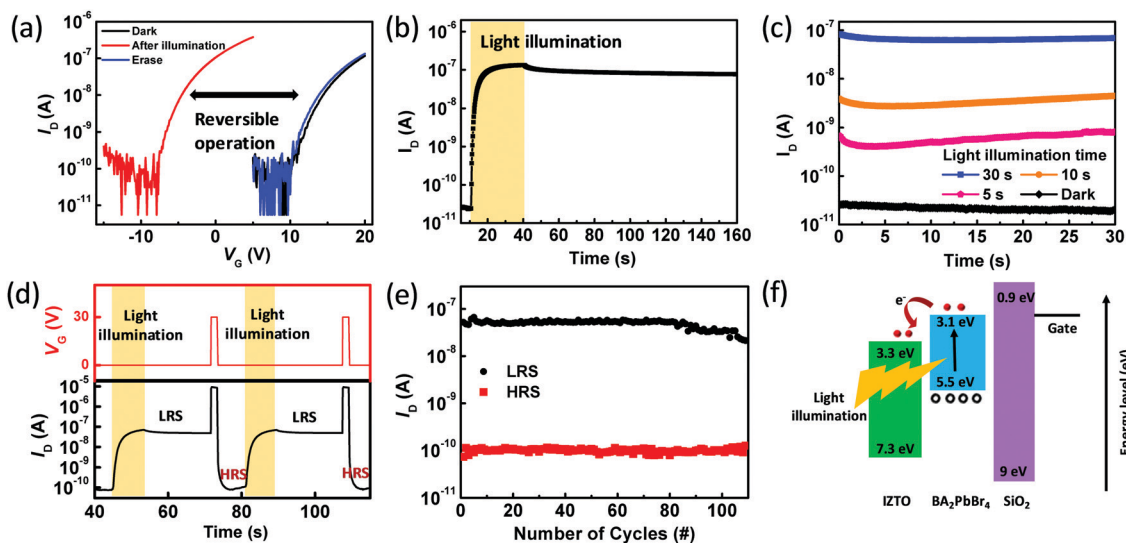 (a)
10⁻⁶
10⁻⁷
10⁻⁸
10⁻⁹
10⁻¹⁰
10⁻¹¹
I_D (A)
Dark
After illumination
Erase
Reversible
operation
-10 0 10 20
V_G (V)
(b)
10⁻⁶
10⁻⁷
10⁻⁸
10⁻⁹
10⁻¹⁰
10⁻¹¹
I_D (A)
Light illumination
20 40 60 80 100 120 140 160
Time (s)
(c)
10⁻⁷
10⁻⁸
10⁻⁹
10⁻¹⁰
10⁻¹¹
I_D (A)
Light illumination time
30 s 10 s
5 s Dark
0 5 10 15 20 25 30
Time (s)
(d)
V_G (V)
30
0
Light
illumination
Light
illumination
10⁻⁵
10⁻⁶
10⁻⁷
10⁻⁸
10⁻⁹
10⁻¹⁰
I_D (A)
LRS
LRS
HRS
HRS
40 60 80 100
Time (s)
(e)
10⁻⁶
10⁻⁷
10⁻⁸
10⁻⁹
10⁻¹⁰
10⁻¹¹
I_D (A)
LRS
HRS
0 20 40 60 80 100
Number of Cycles (#)
(f)
e⁻
0.9 eV
3.1 eV
Gate
3.3 eV
5.5 eV
Light
illumination
7.3 eV
9 eV
IZTO BA₂PbBr₄ SiO₂
Energy level (eV)